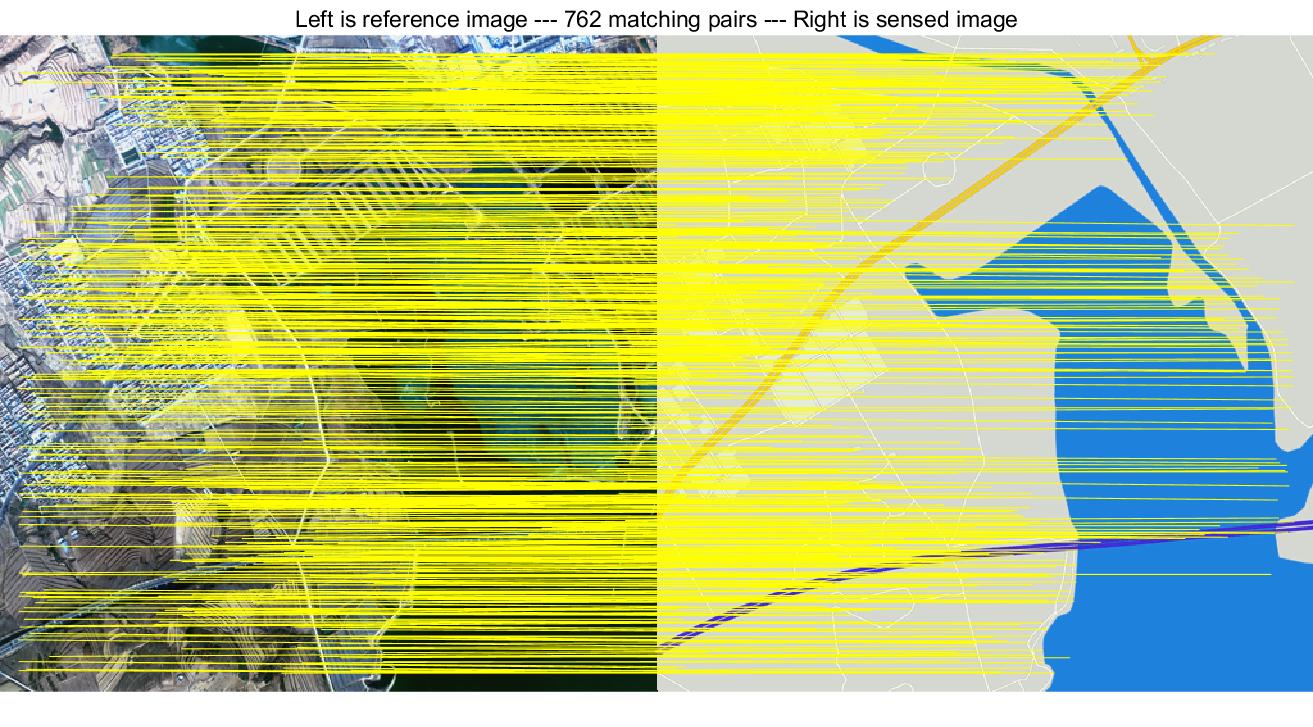 Left is reference image --- 762 matching pairs --- Right is sensed image